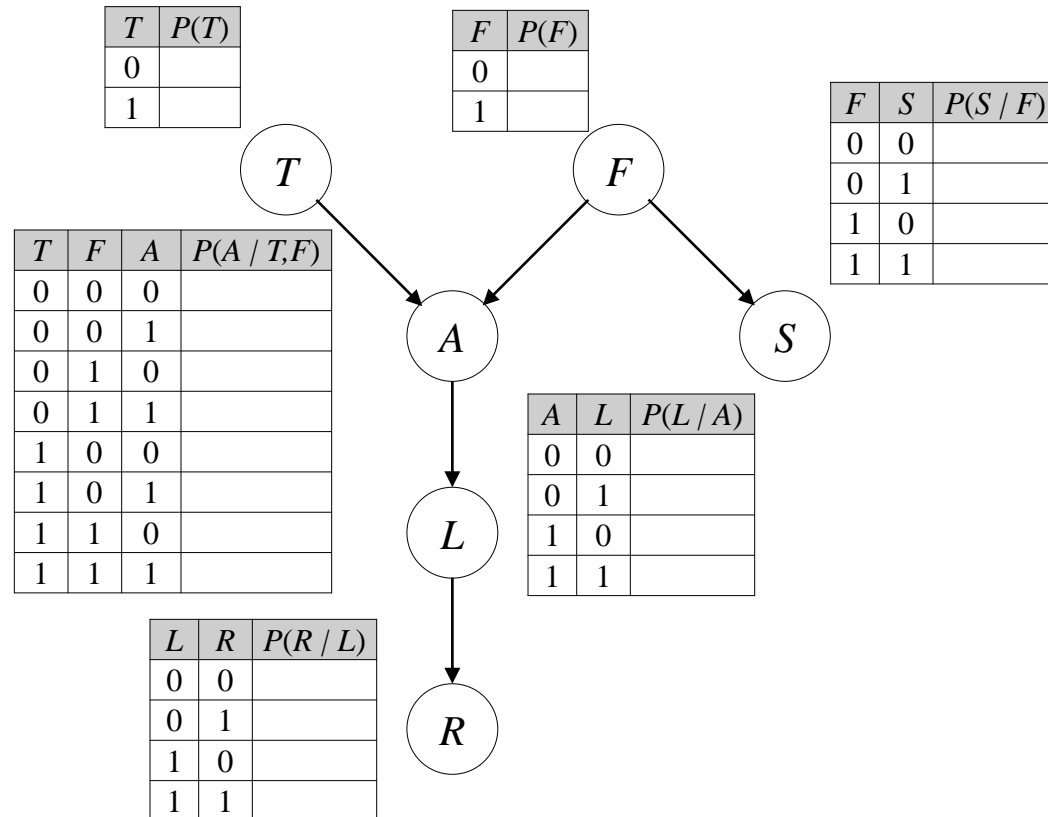 T P(T)
0
1
F P(F)
0
1
F S P(S / F)
0 0
0 1
1 0
1 1
T
F
T F A P(A / T,F)
0 0 0
0 0 1
0 1 0
0 1 1
1 0 0
1 0 1
1 1 0
1 1 1
A
S
A L P(L / A)
0 0
0 1
1 0
1 1
L
L R P(R / L)
0 0
0 1
1 0
1 1
R